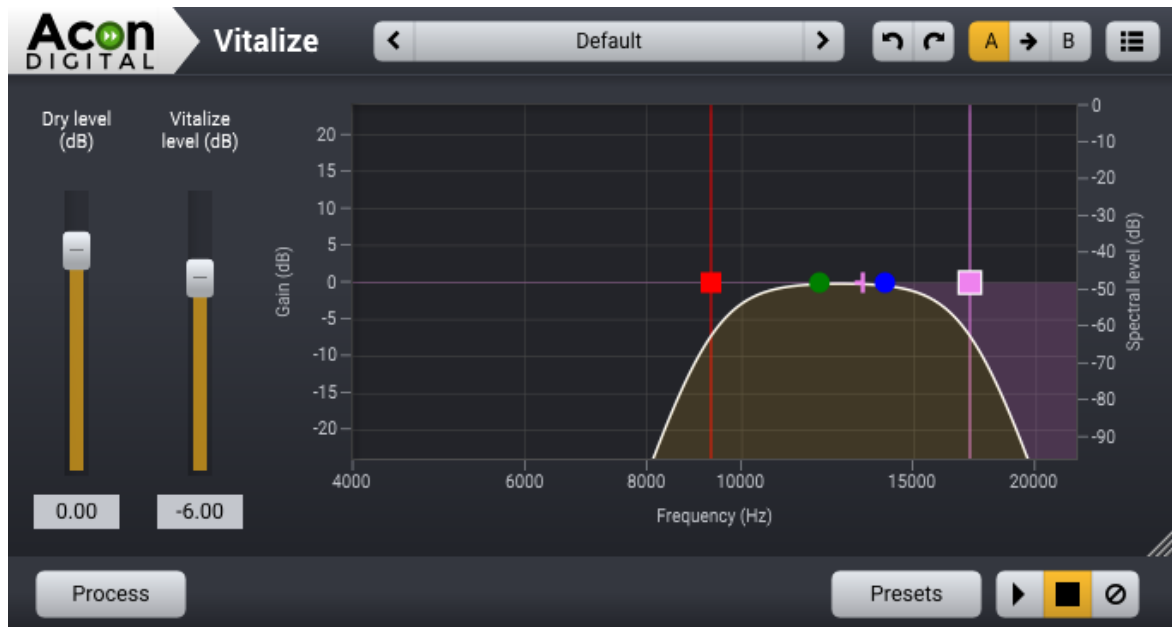 Acon
DIGITAL
Vitalize
Default
A
B
Dry level
(dB)
Vitalize
level (dB)
0.00
-6.00
Gain (dB)
20
15
10
5
0
-5
-10
-15
-20
0
-10
-20
-30
-40
-50
-60
-70
-80
-90
Spectral level (dB)
4000
6000
8000
10000
15000
20000
Frequency (Hz)
Process
Presets